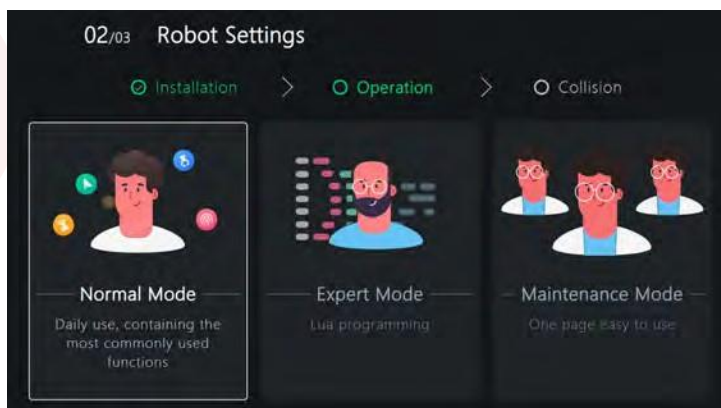 02/03 Robot Settings
Installation > Operation > Collision
Normal Mode
Daily use, containing the
most commonly used
functions
Expert Mode
Lua programming
Maintenance Mode
One page easy to use